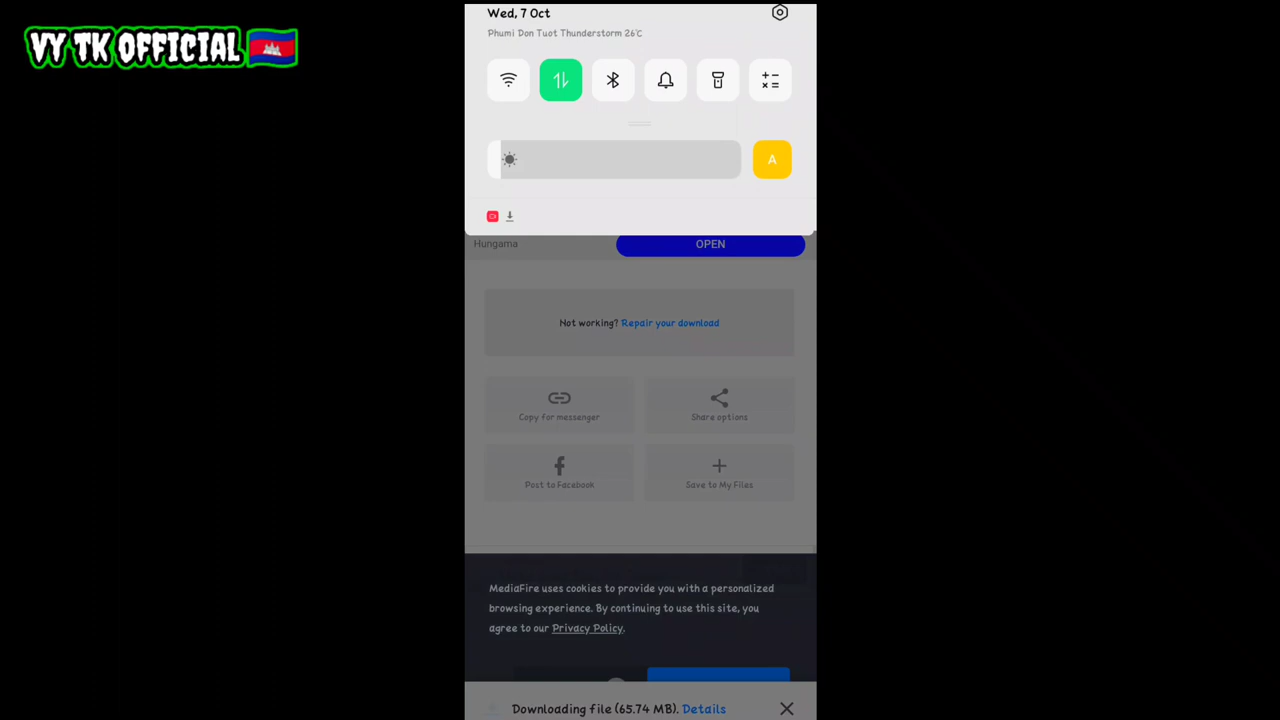 VY TK OFFICIAL
Wed, 7 Oct
Phumi Don Tuot Thunderstorm 26℃
A
Hungama
OPEN
Not working? Repair your download
Copy for messenger
Share options
Post to Facebook
Save to My Files
MediaFire uses cookies to provide you with a personalized
browsing experience. By continuing to use this site, you
agree to our Privacy Policy.
Downloading file (65.74 MB). Details